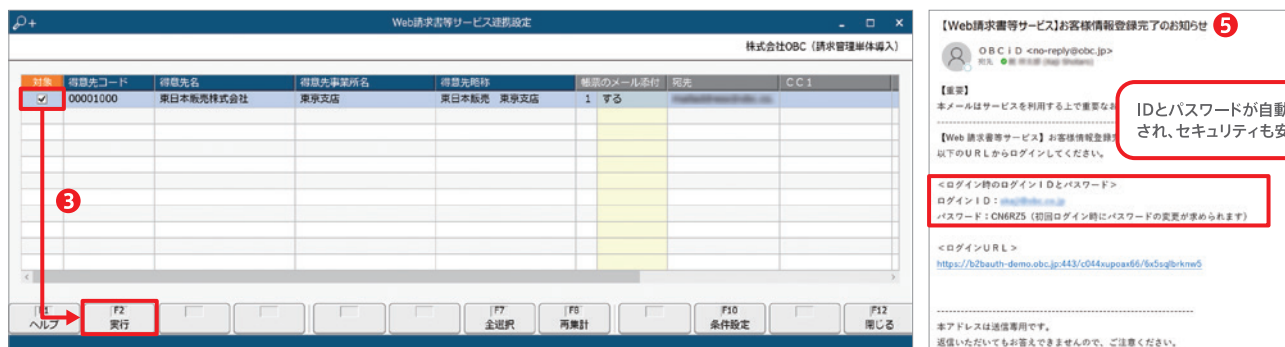 Web請求書等サービス連携設定
株式会社OBC（請求管理単体導入）
対象 得意先コード 得意先名 得意先事業所名 得意先略称 帳票のメール添付 宛先 CC1
00001000 東日本販売株式会社 東京支店 東日本販売 東京支店 1 する
3
F1 F2 F7 F8 F10 F12
ヘルプ 実行 全選択 再集計 条件設定 閉じる
【Web請求書等サービス】お客様情報登録完了のお知らせ 5
OBCiD <no-reply@obc.jp>
宛先
【重要】
本メールはサービスを利用する上で重要なお
IDとパスワードが自動
され、セキュリティも安
【Web 請求書等サービス】お客様情報登録
以下のURLからログインしてください。
<ログイン時のログインIDとパスワード>
ログインID：
パスワード：CN6RZ5（初回ログイン時にパスワードの変更が求められます）
<ログインURL>
https://b2bauth-demo.obc.jp:443/c044xupoax66/6x5sqlbrknw5
本アドレスは送信専用です。
返信いただいてもお答えできませんので、ご注意ください。